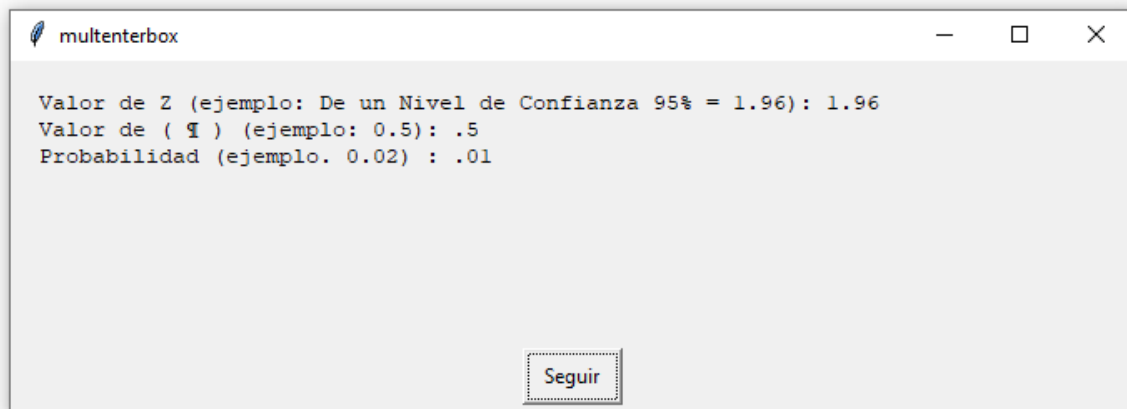 multenterbox
Valor de Z (ejemplo: De un Nivel de Confianza 95% = 1.96): 1.96
Valor de ( ¶ ) (ejemplo: 0.5): .5
Probabilidad (ejemplo. 0.02) : .01
Seguir